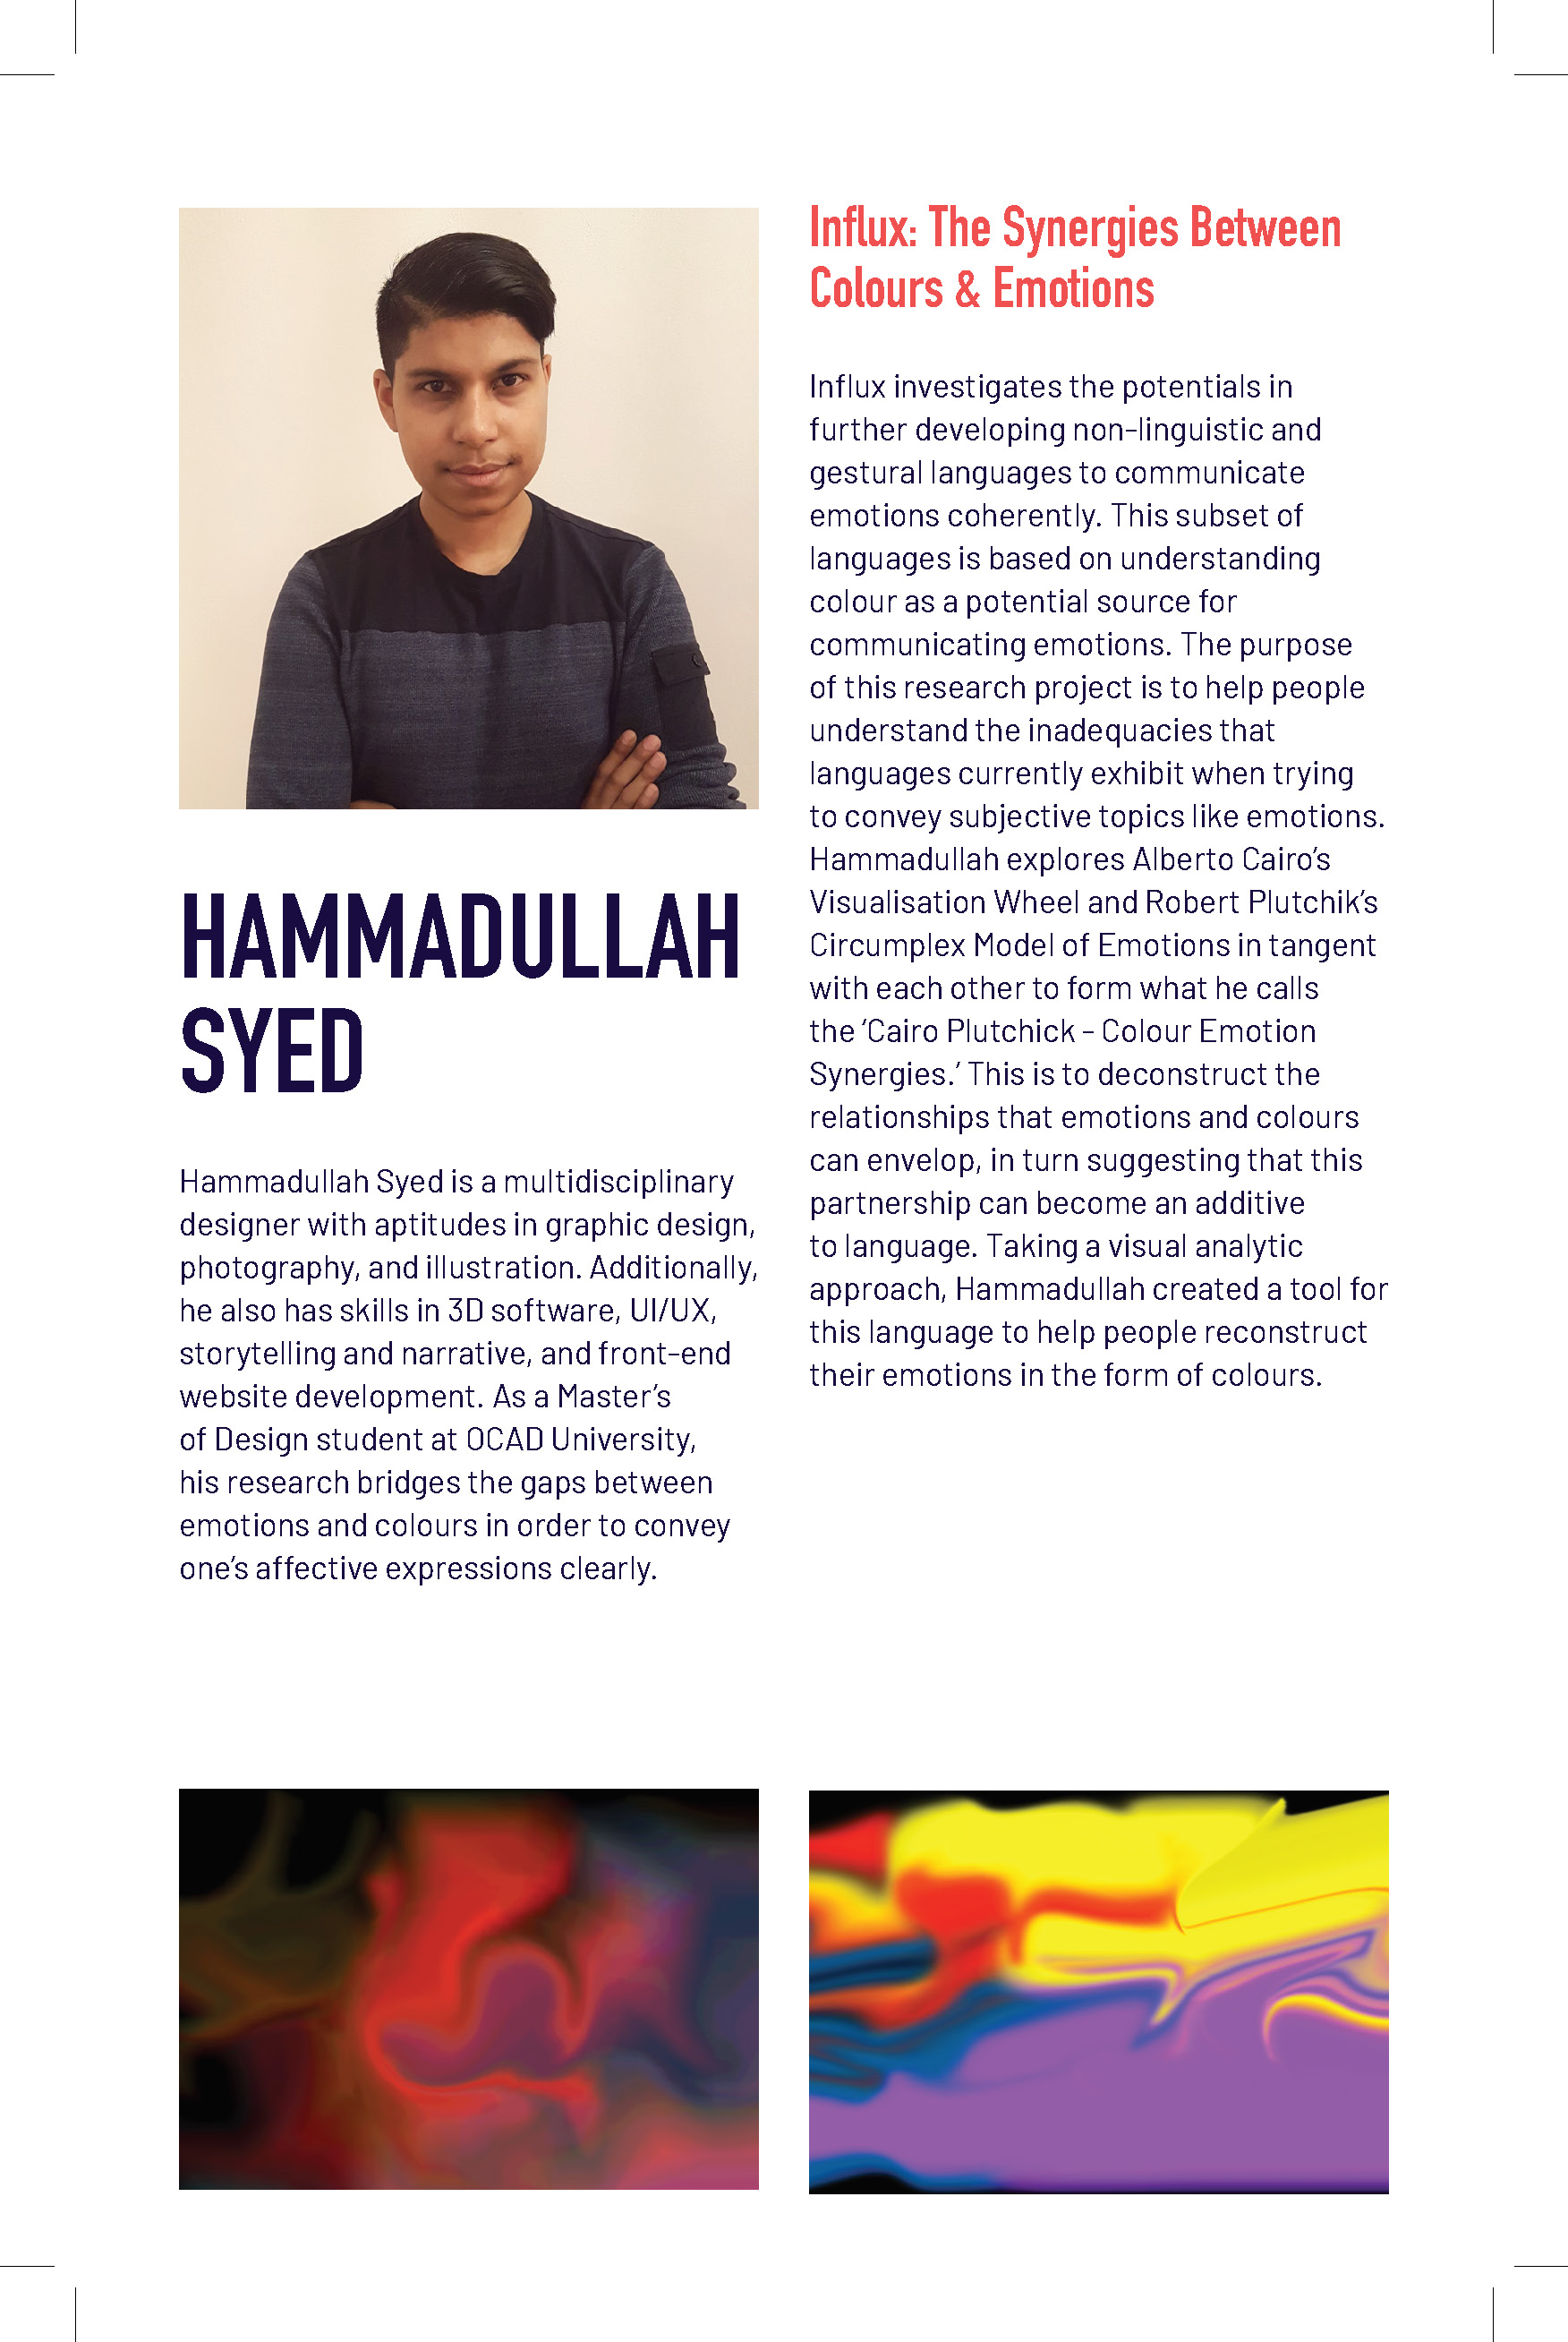 HAMMADULLAH
SYED
Hammadullah Syed is a multidisciplinary
designer with aptitudes in graphic design,
photography, and illustration. Additionally,
he also has skills in 3D software, UI/UX,
storytelling and narrative, and front-end
website development. As a Master’s
of Design student at OCAD University,
his research bridges the gaps between
emotions and colours in order to convey
one’s affective expressions clearly.
Influx: The Synergies Between
Colours & Emotions
Influx investigates the potentials in
further developing non-linguistic and
gestural languages to communicate
emotions coherently. This subset of
languages is based on understanding
colour as a potential source for
communicating emotions. The purpose
of this research project is to help people
understand the inadequacies that
languages currently exhibit when trying
to convey subjective topics like emotions.
Hammadullah explores Alberto Cairo’s
Visualisation Wheel and Robert Plutchik’s
Circumplex Model of Emotions in tangent
with each other to form what he calls
the ‘Cairo Plutchick - Colour Emotion
Synergies.’ This is to deconstruct the
relationships that emotions and colours
can envelop, in turn suggesting that this
partnership can become an additive
to language. Taking a visual analytic
approach, Hammadullah created a tool for
this language to help people reconstruct
their emotions in the form of colours.